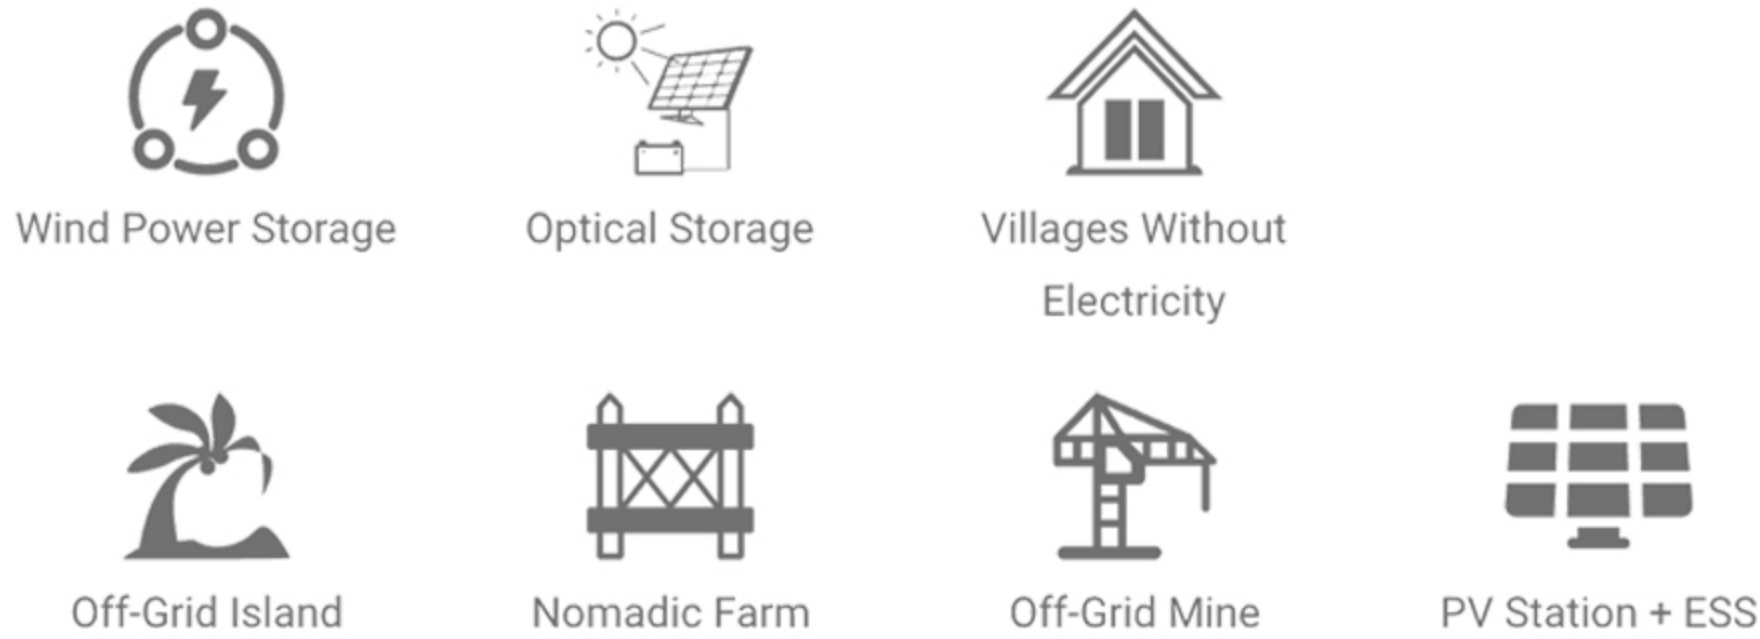 Wind Power Storage
Optical Storage
Villages Without
Electricity
Off-Grid Island
Nomadic Farm
Off-Grid Mine
PV Station + ESS